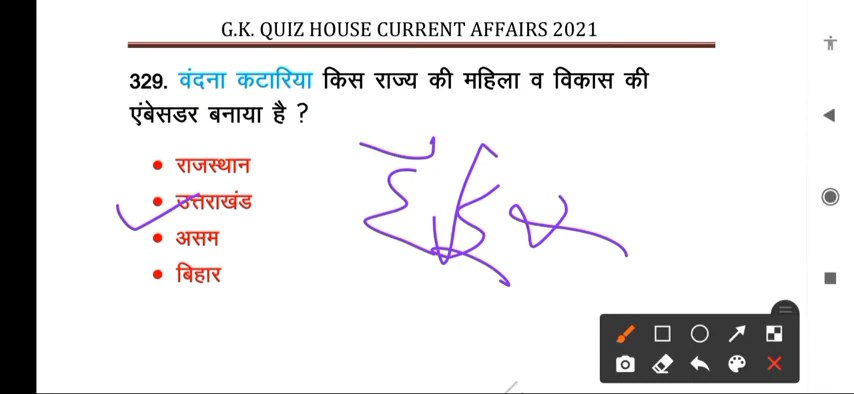 G.K. QUIZ HOUSE CURRENT AFFAIRS 2021
329. वंदना कटारिया किस राज्य की महिला व विकास की
एंबेसडर बनाया है ?
• राजस्थान
• उत्तराखंड
• असम
• बिहार